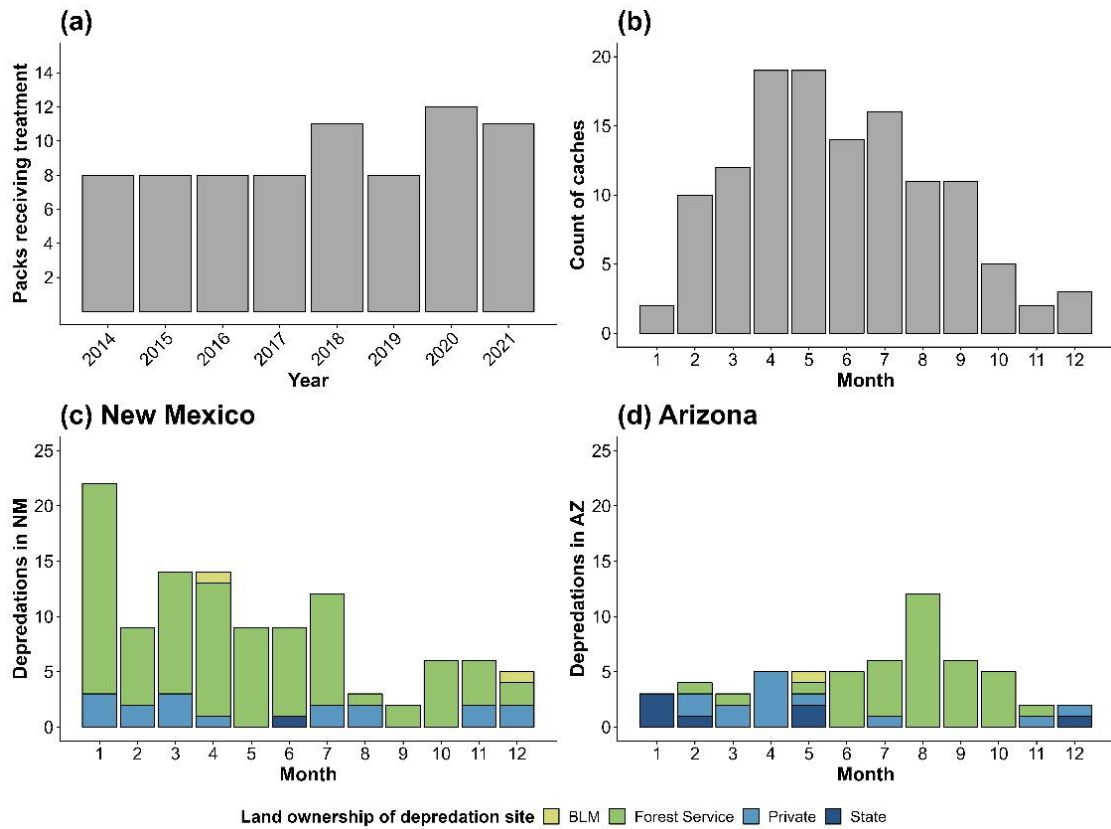 (a)
Packs receiving treatment
14
12
10
8
6
4
2
2014 2015 2016 2017 2018 2019 2020 2021
Year
(b)
Count of caches
20
15
10
5
0
1 2 3 4 5 6 7 8 9 10 11 12
Month
(c) New Mexico
Depredations in NM
25
20
15
10
5
0
1 2 3 4 5 6 7 8 9 10 11 12
Month
(d) Arizona
Depredations in AZ
25
20
15
10
5
0
1 2 3 4 5 6 7 8 9 10 11 12
Month
Land ownership of depredation site BLM Forest Service Private State